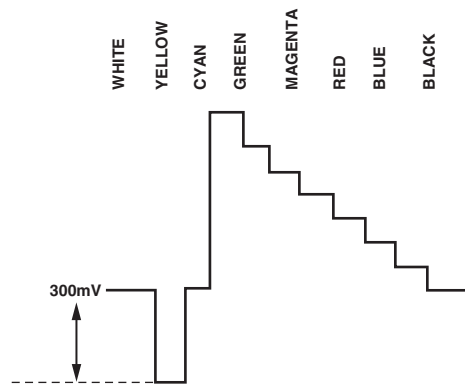 WHITE
YELLOW
CYAN
GREEN
MAGENTA
RED
BLUE
BLACK
300mV